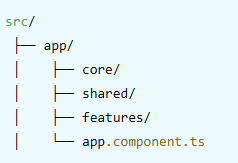 src/
├── app/
│   ├── core/
│   ├── shared/
│   ├── features/
│   └── app.component.ts